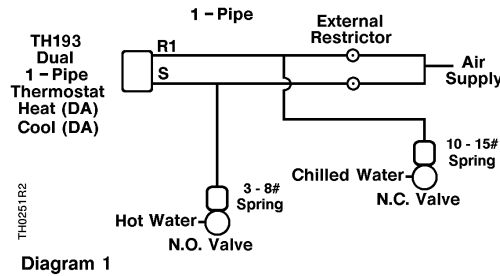 1 – Pipe
External
Restrictor
TH193
Dual
1 – Pipe
Thermostat
Heat (DA)
Cool (DA)
R1
S
Air
Supply
10 - 15#
Spring
Chilled Water
N.C. Valve
3 - 8#
Spring
Hot Water
N.O. Valve
TH0251R2
Diagram 1